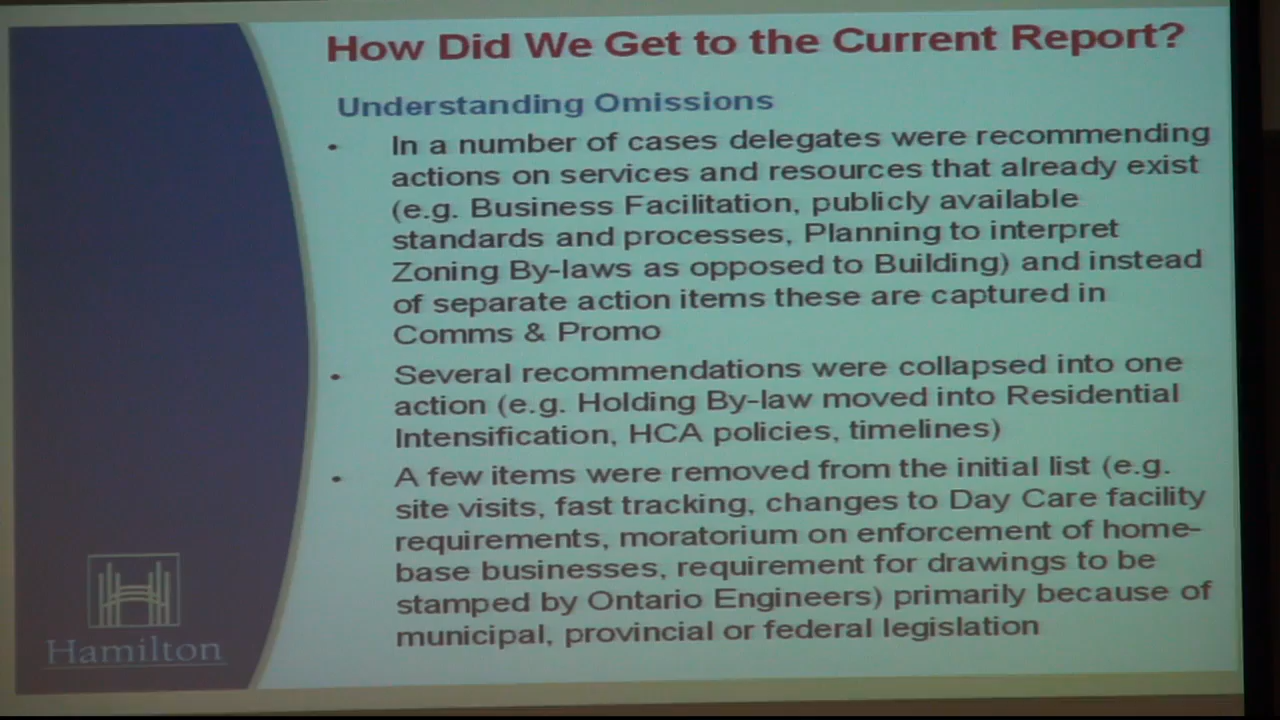 How Did We Get to the Current Report?
Understanding Omissions
• In a number of cases delegates were recommending
actions on services and resources that already exist
(e.g. Business Facilitation, publicly available
standards and processes, Planning to interpret
Zoning By-laws as opposed to Building) and instead
of separate action items these are captured in
Comms & Promo
• Several recommendations were collapsed into one
action (e.g. Holding By-law moved into Residential
Intensification, HCA policies, timelines)
• A few items were removed from the initial list (e.g.
site visits, fast tracking, changes to Day Care facility
requirements, moratorium on enforcement of home-
base businesses, requirement for drawings to be
stamped by Ontario Engineers) primarily because of
municipal, provincial or federal legislation
Hamilton